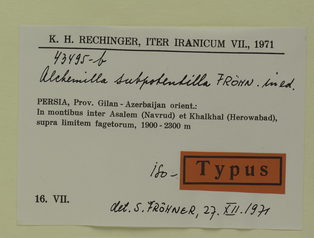 K. H. RECHINGER, ITER IRANICUM VII., 1971
43495-b
Alchemilla subpotentilla FRÖHN. ined.
PERSIA, Prov. Gilan - Azerbaijan orient.:
In montibus inter Asalem (Navrud) et Khalkhal (Herowabad),
supra limitem fagetorum, 1900 - 2300 m
iso- Typus
16. VII.
det. S. FRÖHNER, 27. XII. 1971